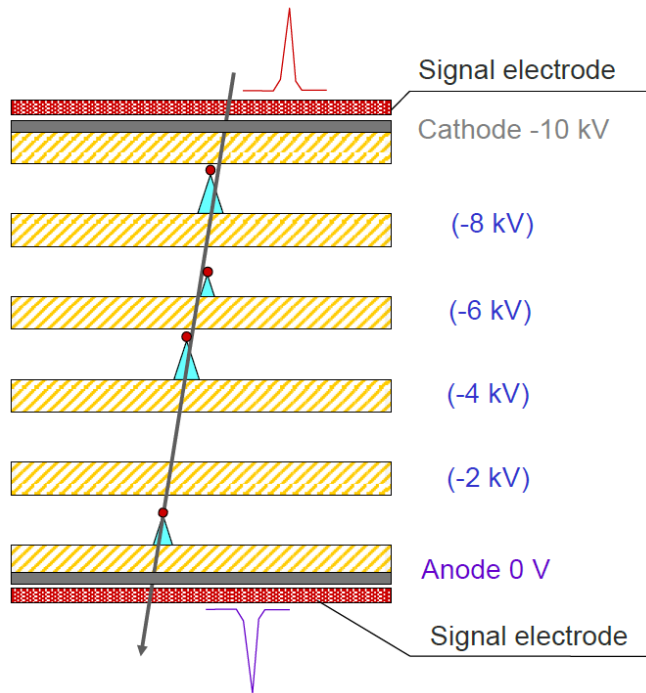 Signal electrode
Cathode -10 kV
(-8 kV)
(-6 kV)
(-4 kV)
(-2 kV)
Anode 0 V
Signal electrode